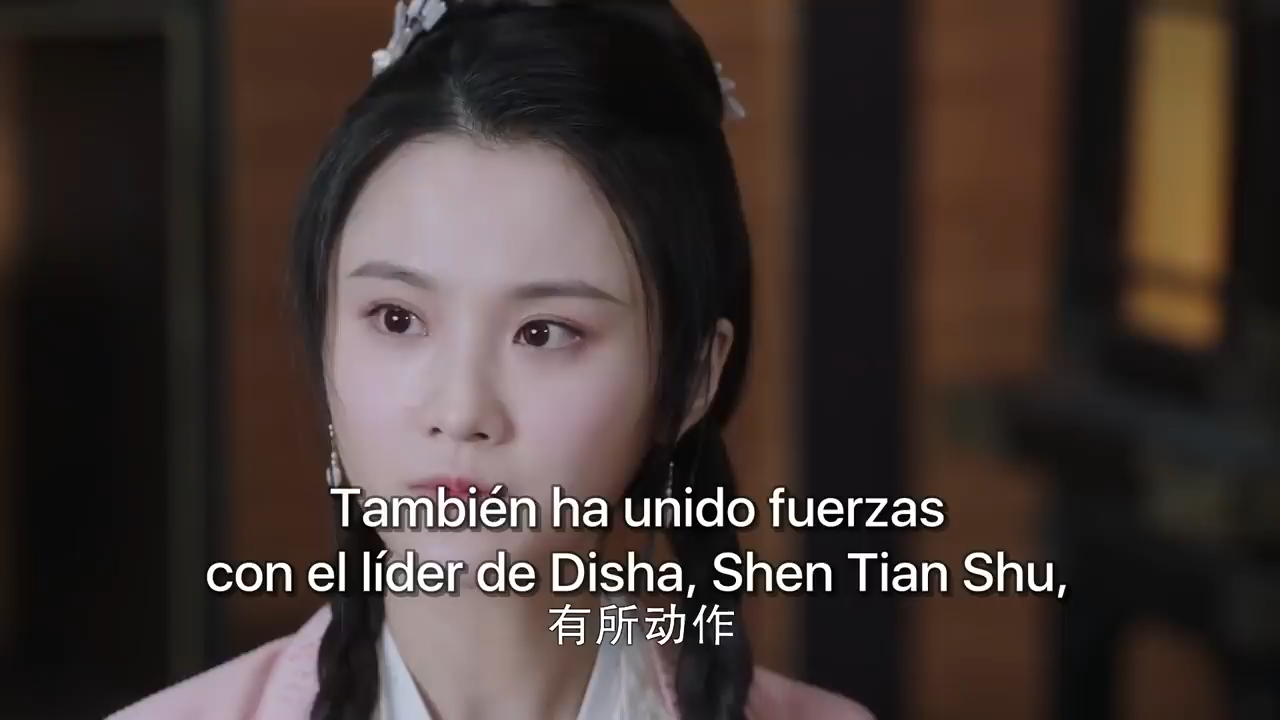 También ha unido fuerzas
con el líder de Disha, Shen Tian Shu,
有所动作